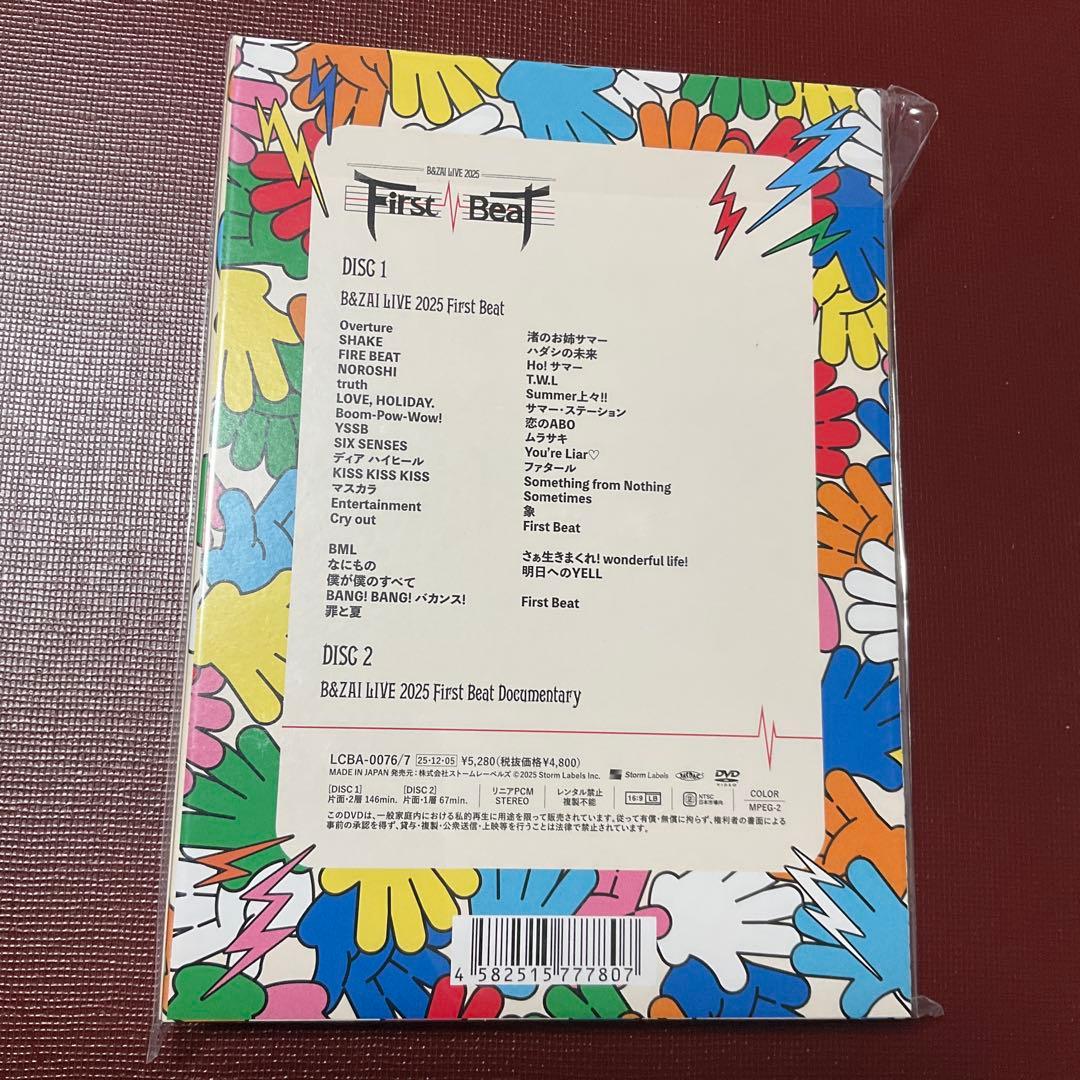 B&ZAI LIVE 2025
First Beat
DISC 1
B&ZAI LIVE 2025 First Beat
Overture
SHAKE
FIRE BEAT
NOROSHI
truth
LOVE, HOLIDAY.
Boom-Pow-Wow!
YSSB
SIX SENSES
ディア ハイヒール
KISS KISS KISS
マスカラ
Entertainment
Cry out
BML
なにもの
僕が僕のすべて
BANG! BANG! バカンス!
罪と夏
渚のお姉サマー
ハダシの未来
Ho! サマー
T.W.L
Summer上々!!
サマー・ステーション
恋のABO
ムラサキ
You're Liar♡
ファタール
Something from Nothing
Sometimes
象
First Beat
さぁ生きまくれ! wonderful life!
明日へのYELL
First Beat
DISC 2
B&ZAI LIVE 2025 First Beat Documentary
LCBA-0076/7 25・12・05 ¥5,280(税抜価格¥4,800)
MADE IN JAPAN 発売元:株式会社ストームレーベルズ ©2025 Storm Labels Inc. Storm Labels DVD VIDEO
[DISC 1] 片面・2層 146min.
[DISC 2] 片面・1層 67min.
リニアPCM STEREO
レンタル禁止 複製不能
16:9 LB
2 NTSC 日本市場向
COLOR MPEG-2
このDVDは、一般家庭内における私的再生に用途を限って販売されています。従って有償・無償に拘らず、権利者の書面による
事前の承認を得ず、貸与・複製・公衆送信・上映等を行うことは法律で禁止されています。
4 582515 777807